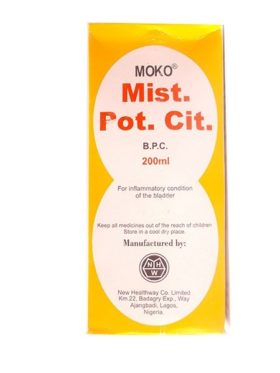 MOKO®
Mist.
Pot. Cit.
B.P.C.
200ml
For inflammatory condition
of the bladder
Keep all medicines out of the reach of children
Store in a cool dry place.
Manufactured by:
N H
W
New Healthway Co. Limited
Km.22, Badagry Exp., Way
Ajangbadi, Lagos,
Nigeria.